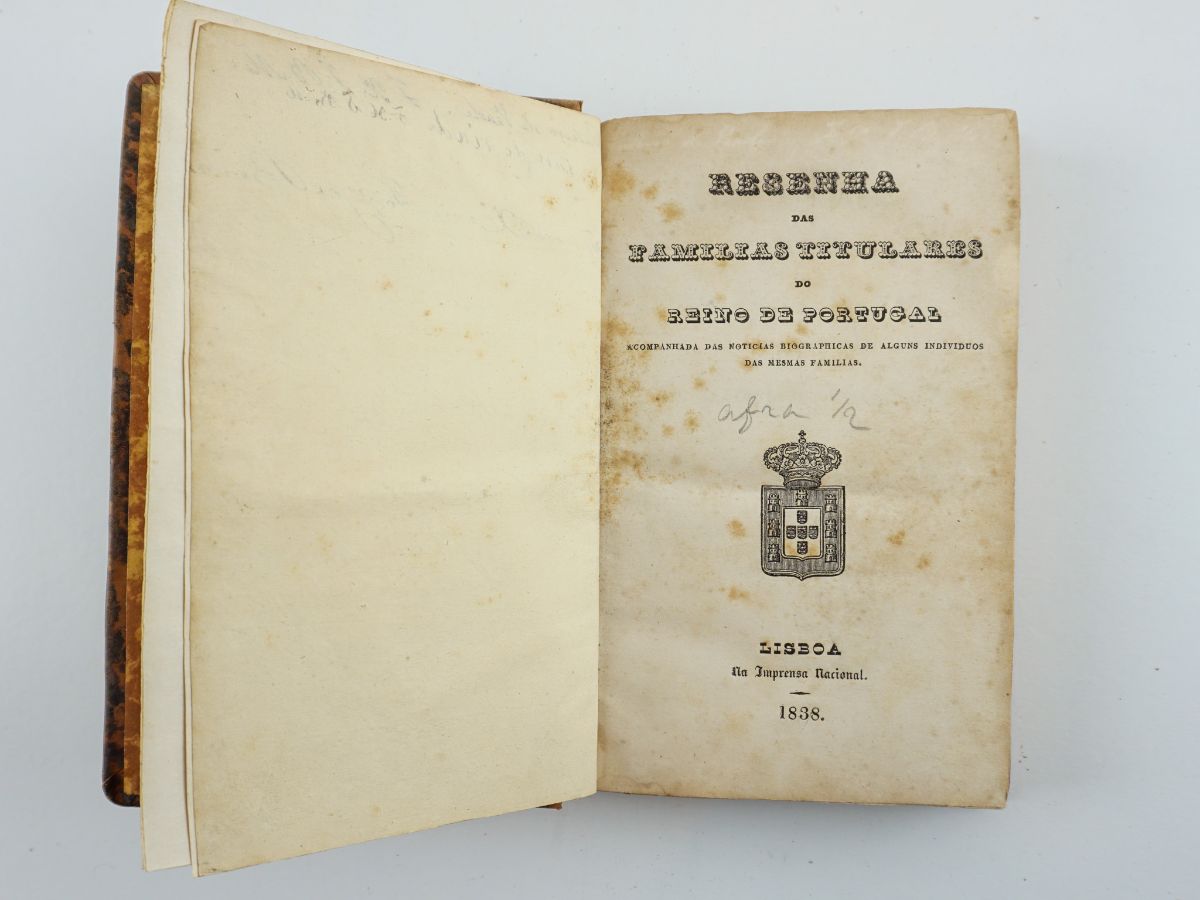 RESENHA
DAS
FAMILIAS TITULARES
DO
REINO DE PORTUGAL
ACOMPANHADA DAS NOTICIAS BIOGRAPHICAS DE ALGUNS INDIVIDUOS
DAS MESMAS FAMILIAS.
LISBOA
Na Imprensa Nacional.
1838.